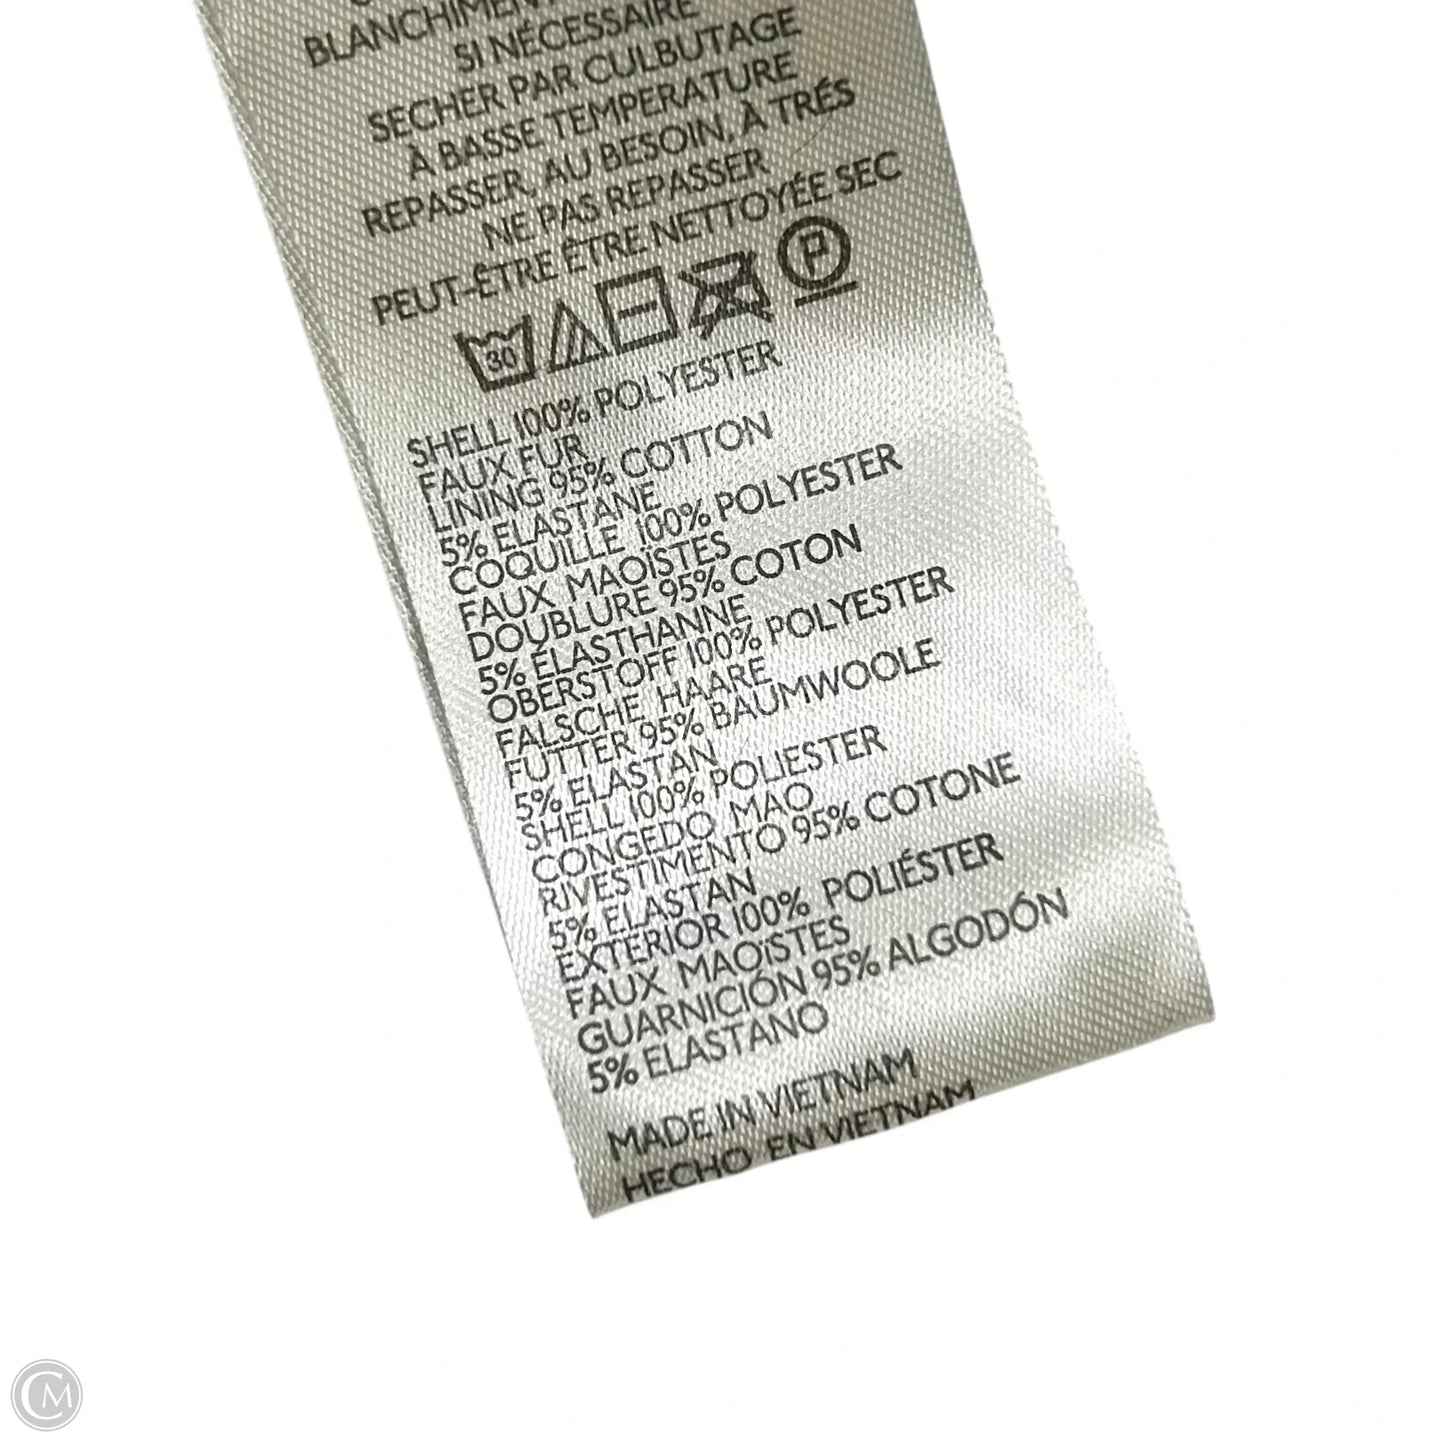 BLANCHIMENT
SI NÉCESSAIRE
SÉCHER PAR CULBUTAGE
À BASSE TEMPERATURE
REPASSER, AU BESOIN, À TRÉS
NE PAS REPASSER
PEUT-ÊTRE ÊTRE NETTOYÉE SEC
30 P
SHELL 100% POLYESTER
FAUX FUR
LINING 95% COTTON
5% ELASTANE
COQUILLE 100% POLYESTER
FAUX MAOÏSTES
DOUBLURE 95% COTON
5% ÉLASTHANNE
OBERSTOFF 100% POLYESTER
FALSCHE HAARE
FUTTER 95% BAUMWOOLE
5% ELASTAN
SHELL 100% POLIESTER
CONGEDO MAO
RIVESTIMENTO 95% COTONE
5% ELASTAN
EXTERIOR 100% POLIÉSTER
FAUX MAOÏSTES
GUARNICIÓN 95% ALGODÓN
5% ELASTANO
MADE IN VIETNAM
HECHO EN VIETNAM
CM